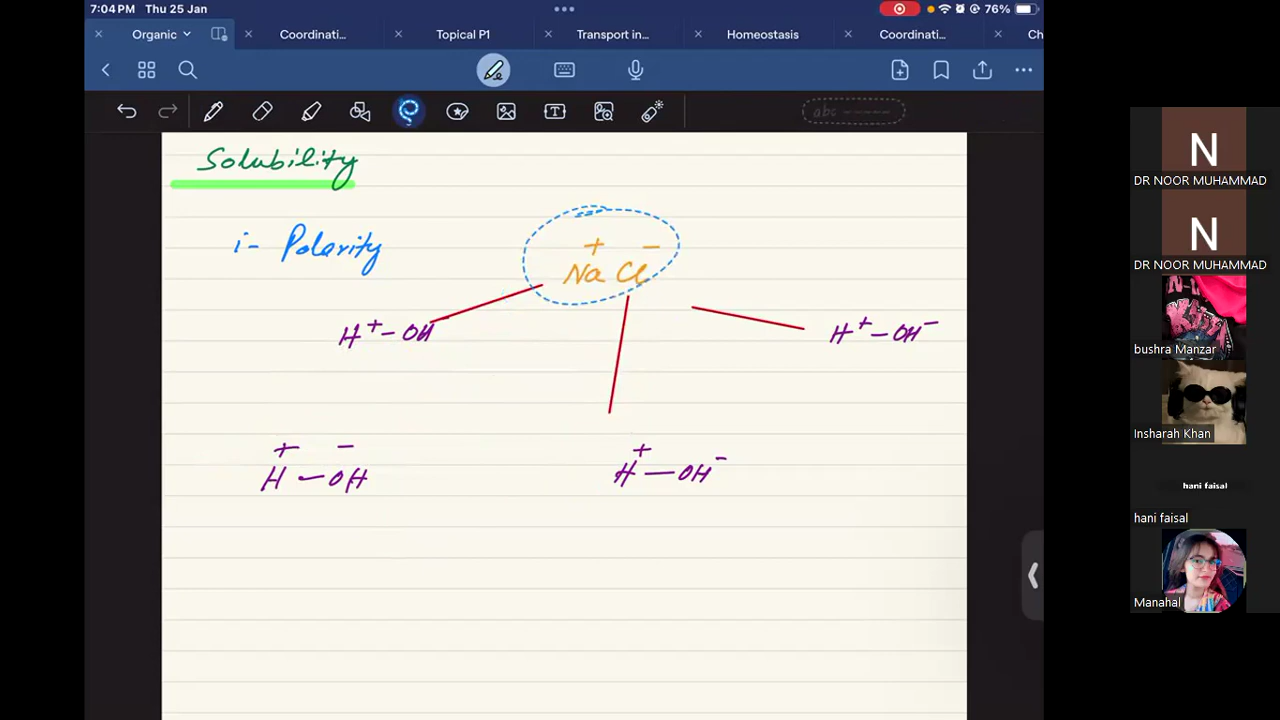 7:04 PM Thu 25 Jan
76%
Organic
Coordinati...
Topical P1
Transport in...
Homeostasis
Coordinati...
Ch
abc
Solubility
i- Polarity
+ −
Na Cl
H+ − OH−
H+ − OH−
+ −
H − OH
+
H − OH−
N
DR NOOR MUHAMMAD
N
DR NOOR MUHAMMAD
bushra Manzar
Insharah Khan
hani faisal
hani faisal
Manahal